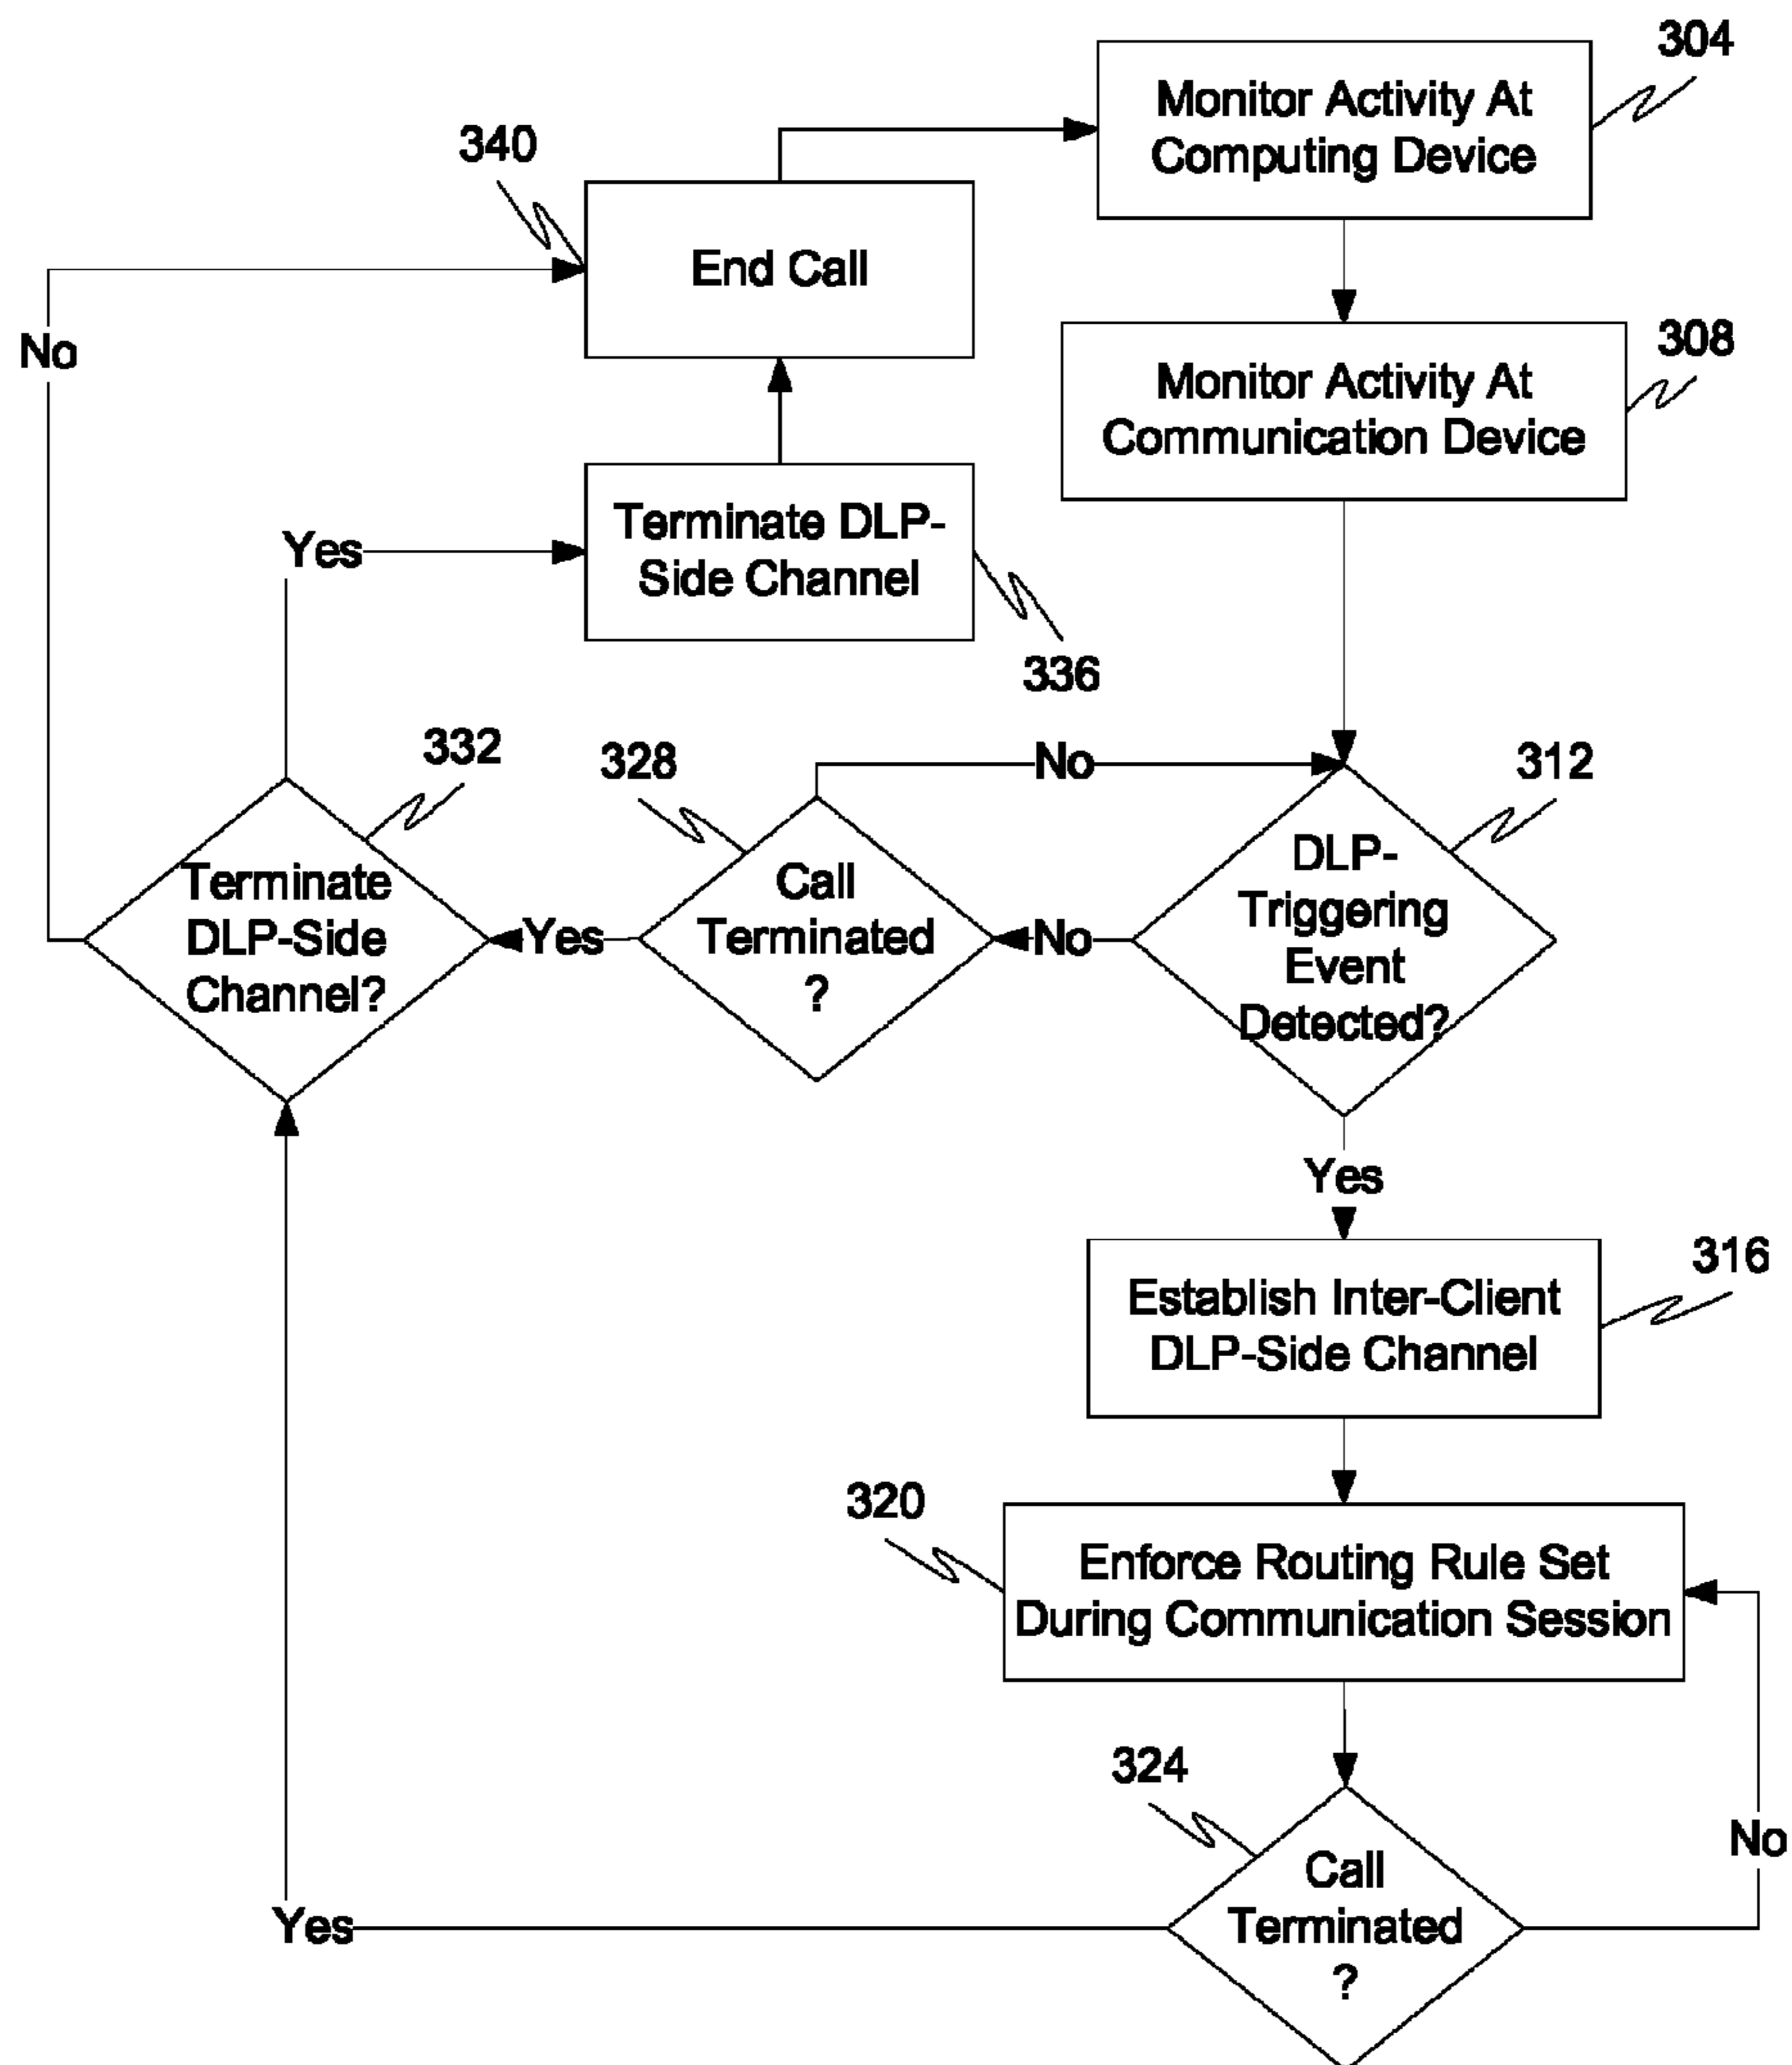 304
Monitor Activity At
Computing Device
340
End Call
308
Monitor Activity At
Communication Device
No
Yes
Terminate DLP-
Side Channel
336
332
328
No
312
Terminate
DLP-Side
Channel?
Yes
Call
Terminated
?
No
DLP-
Triggering
Event
Detected?
Yes
316
Establish Inter-Client
DLP-Side Channel
320
Enforce Routing Rule Set
During Communication Session
324
Call
Terminated
?
No
Yes